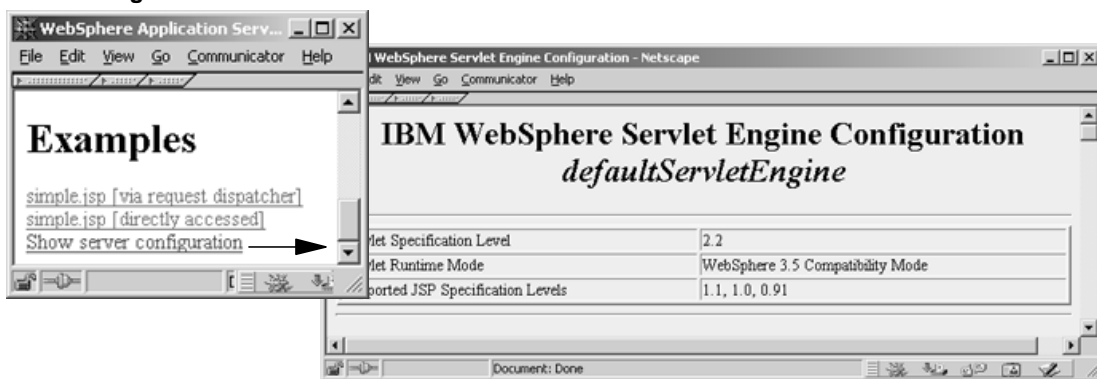 WebSphere Application Serv...
File Edit View Go Communicator Help
Examples
simple.jsp [via request dispatcher]
simple.jsp [directly accessed]
Show server configuration
WebSphere Servlet Engine Configuration - Netscape
dit View Go Communicator Help
IBM WebSphere Servlet Engine Configuration
defaultServletEngine
vlet Specification Level 2.2
vlet Runtime Mode WebSphere 3.5 Compatibility Mode
ported JSP Specification Levels 1.1, 1.0, 0.91
Document: Done